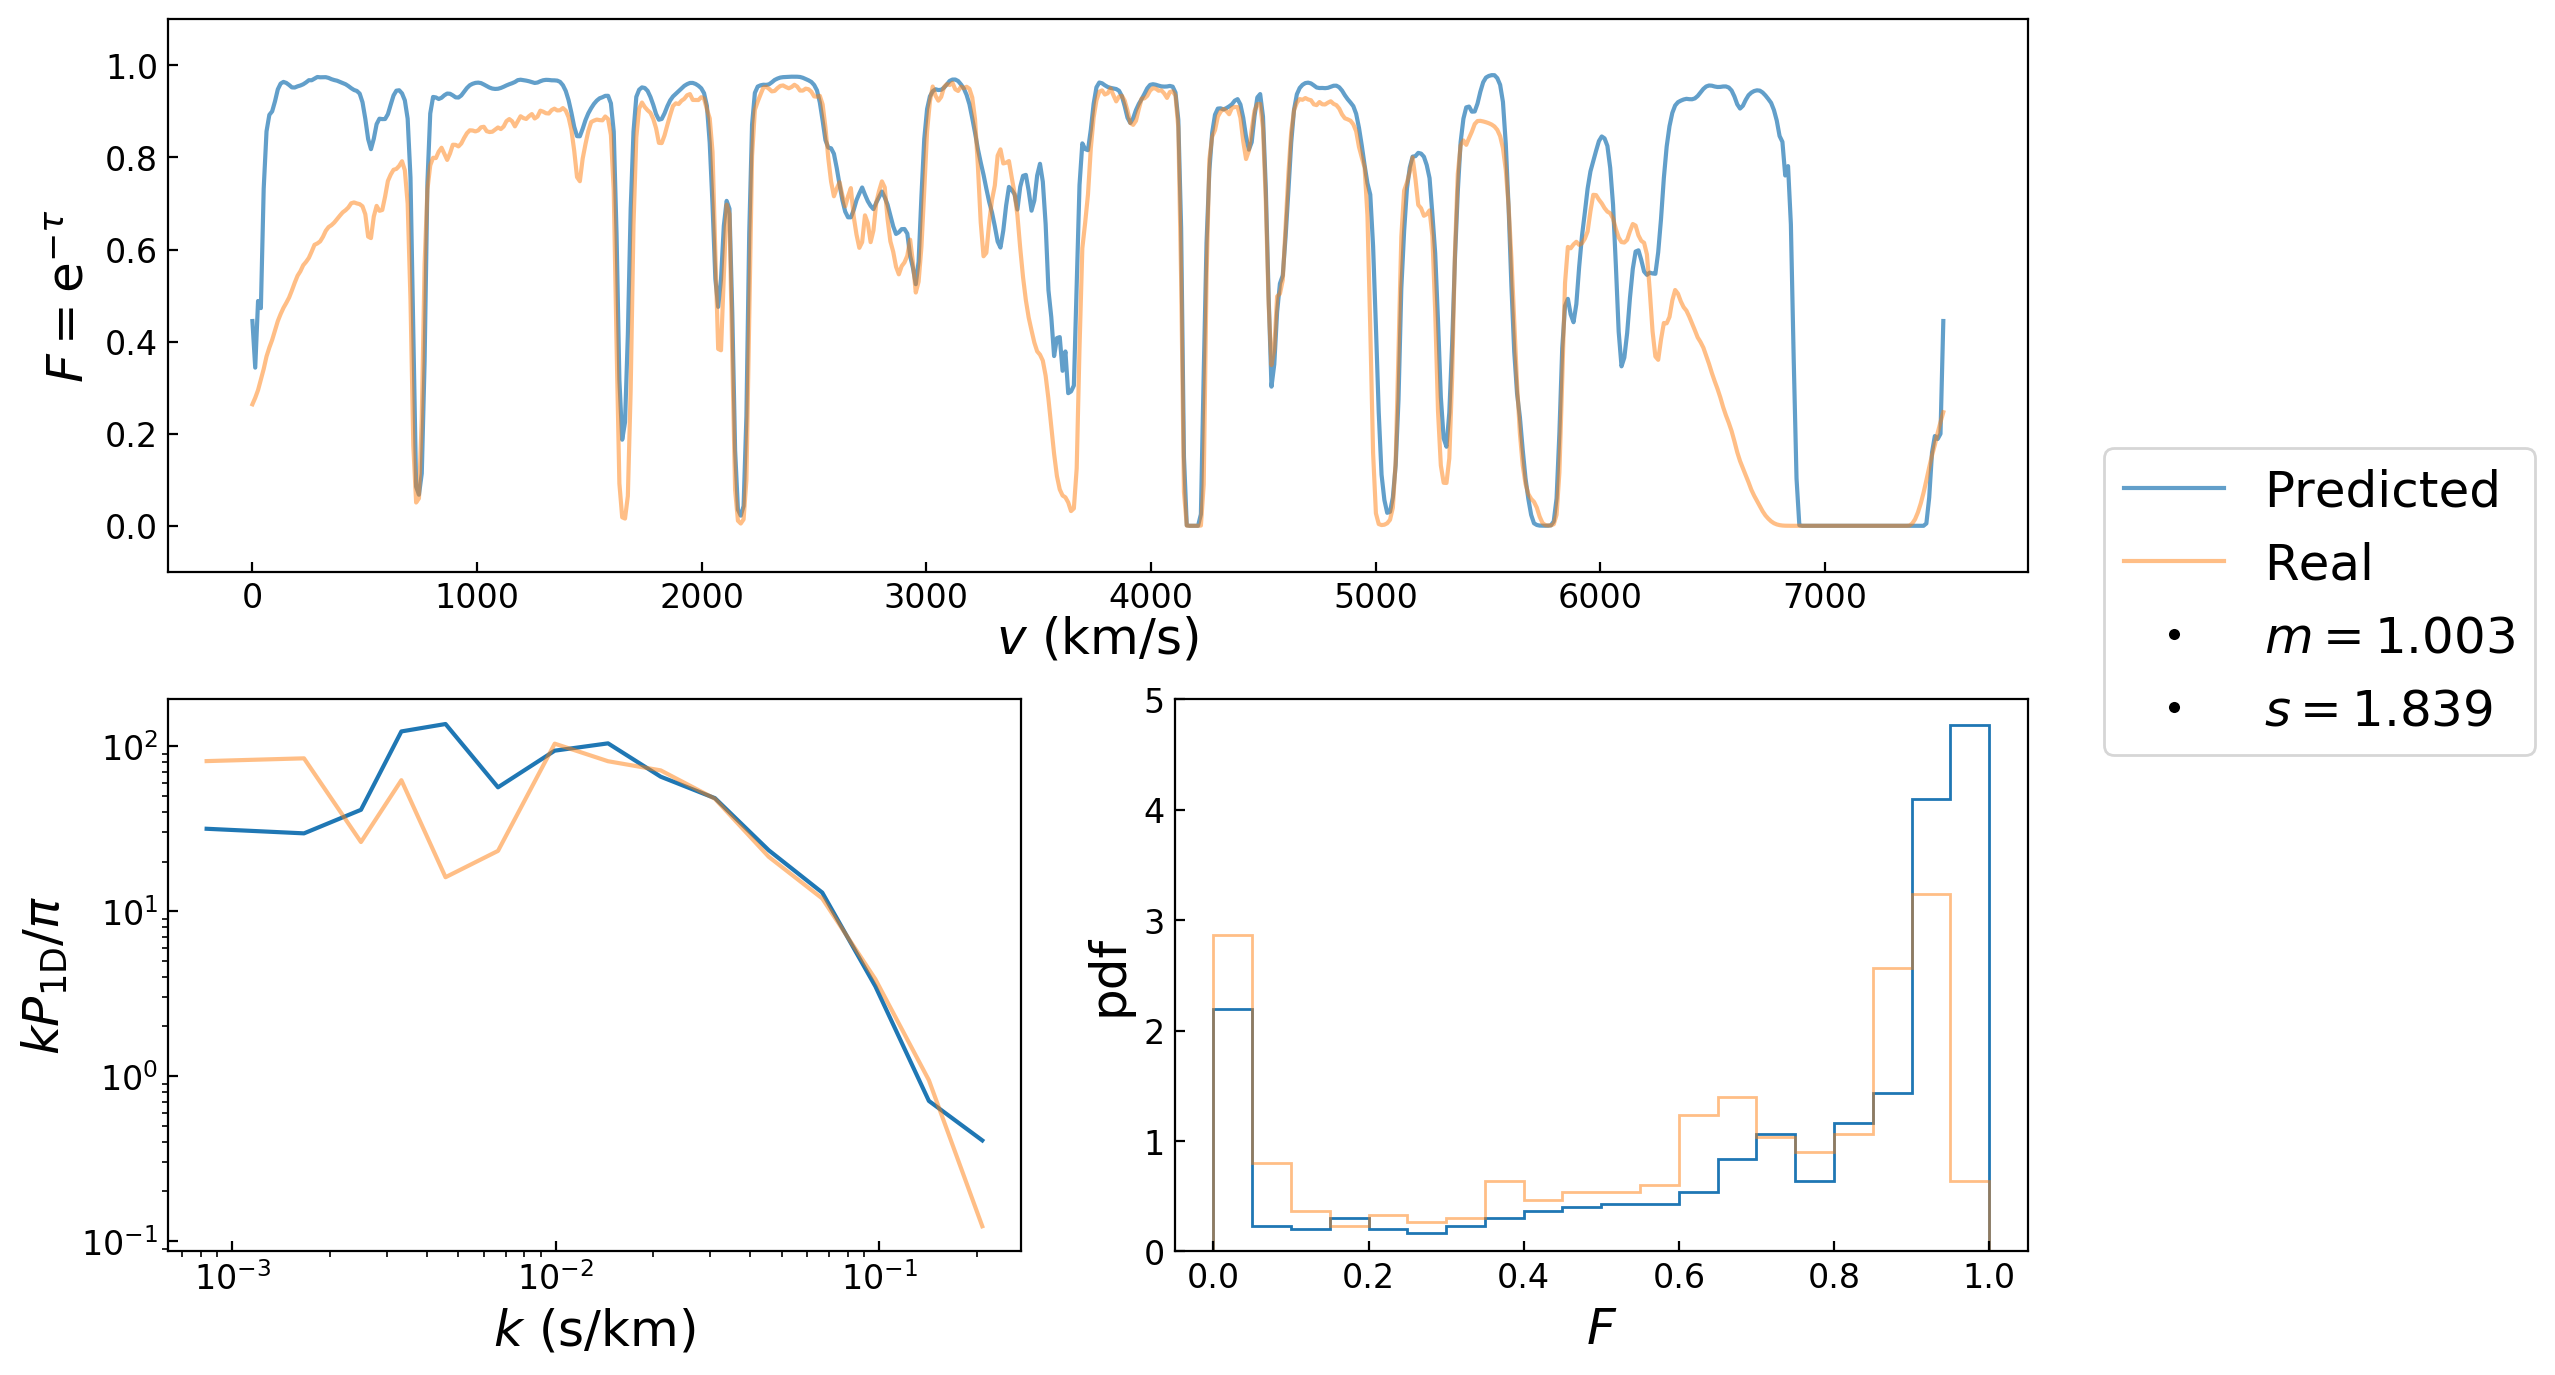 F = e^{-τ}
1.0
0.8
0.6
0.4
0.2
0.0
0 1000 2000 3000 4000 5000 6000 7000
v (km/s)
Predicted
Real
m = 1.003
s = 1.839
kP_{1D}/π
10^2
10^1
10^0
10^{-1}
10^{-3} 10^{-2} 10^{-1}
k (s/km)
pdf
5
4
3
2
1
0
0.0 0.2 0.4 0.6 0.8 1.0
F